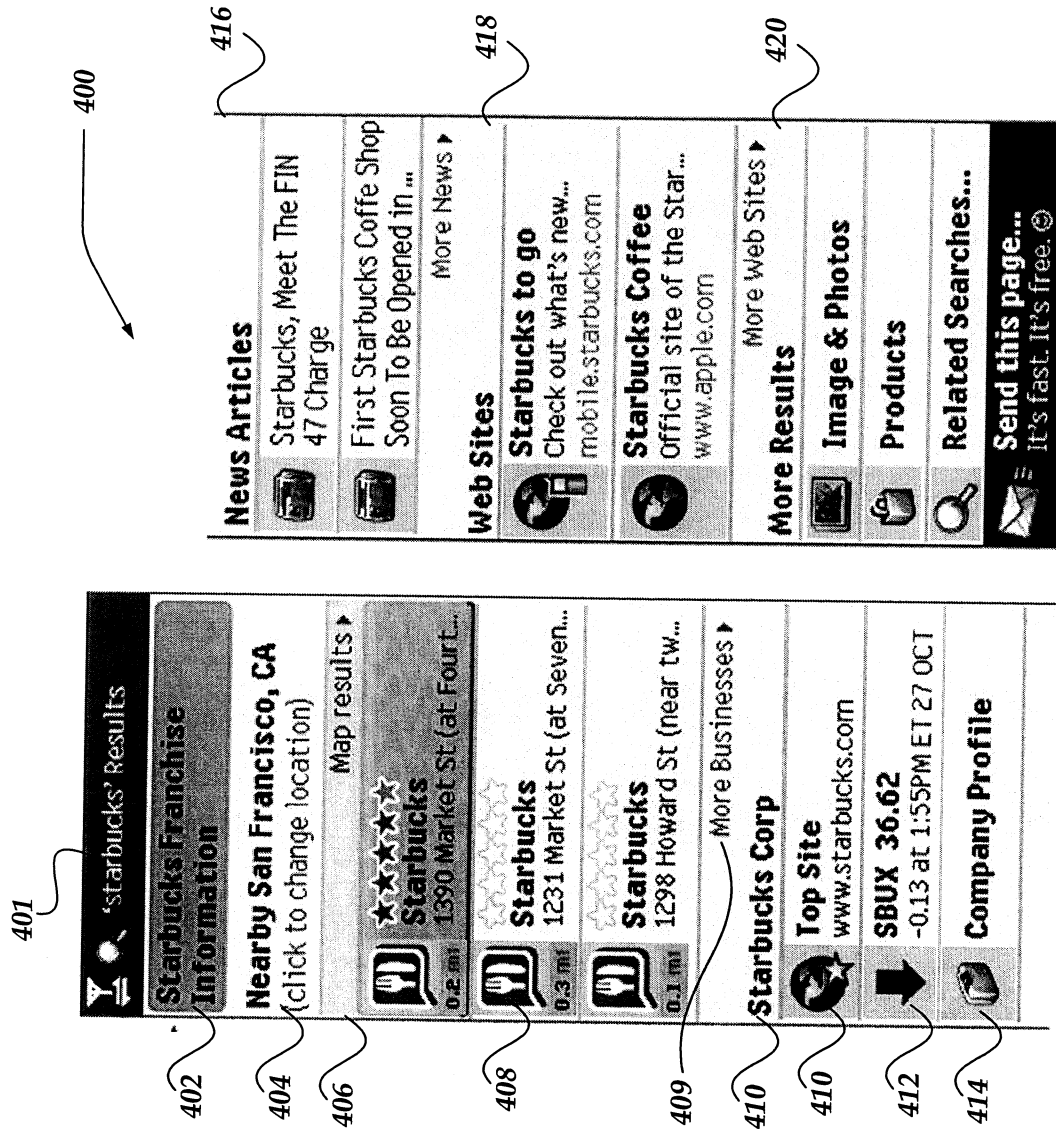 400
401
'starbucks' Results
402
Starbucks Franchise
Information
404
Nearby San Francisco, CA
(click to change location)
406
Map results
Starbucks
1390 Market St (at Fourt...
0.2 mi
408
Starbucks
1231 Market St (at Seven...
0.3 mi
Starbucks
1298 Howard St (near tw...
0.1 mi
409
More Businesses
410
Starbucks Corp
410
Top Site
www.starbucks.com
412
SBUX 36.62
-0.13 at 1:55PM ET 27 OCT
414
Company Profile
416
News Articles
Starbucks, Meet The FIN
47 Charge
First Starbucks Coffe Shop
Soon To Be Opened in ...
More News
418
Web Sites
Starbucks to go
Check out what's new...
mobile.starbucks.com
Starbucks Coffee
Official site of the Star...
www.apple.com
More Web Sites
420
More Results
Image & Photos
Products
Related Searches...
Send this page...
It's fast. It's free.